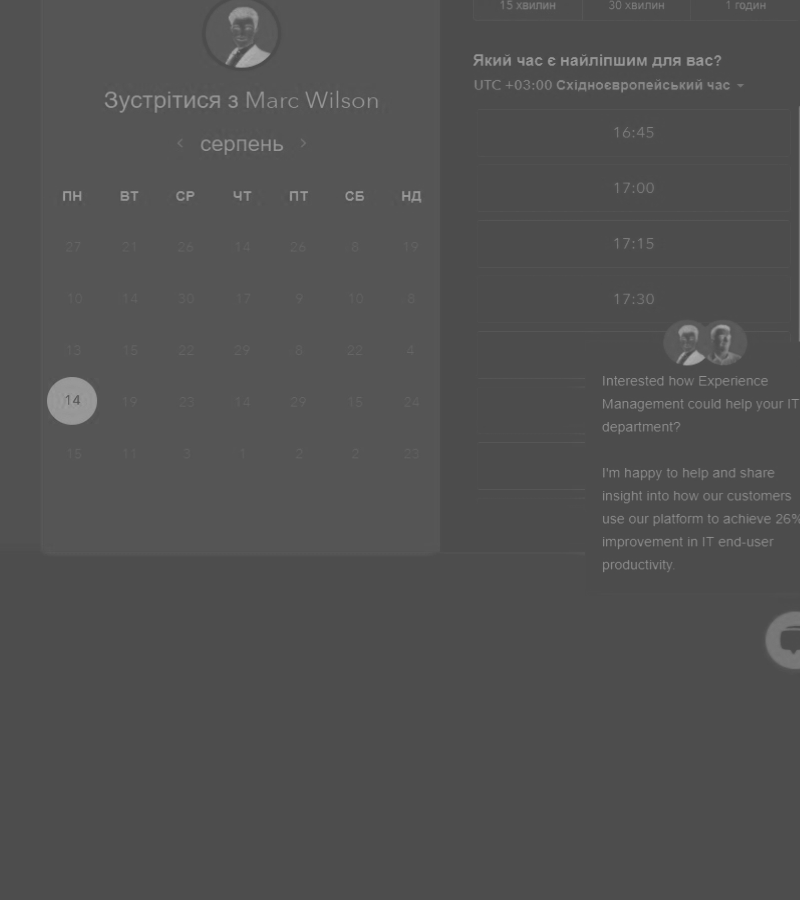 Зустрітися з Marc Wilson
серпень
ПН ВТ СР ЧТ ПТ СБ НД
27 21 26 14 26 8 19
10 14 30 17 9 10 8
13 15 22 29 8 22 4
14 19 23 14 29 15 24
15 11 3 1 2 2 23
15 хвилин 30 хвилин 1 годин
Який час є найліпшим для вас?
UTC +03:00 Східноєвропейський час
16:45
17:00
17:15
17:30
Interested how Experience
Management could help your IT
department?
I'm happy to help and share
insight into how our customers
use our platform to achieve 26%
improvement in IT end-user
productivity.